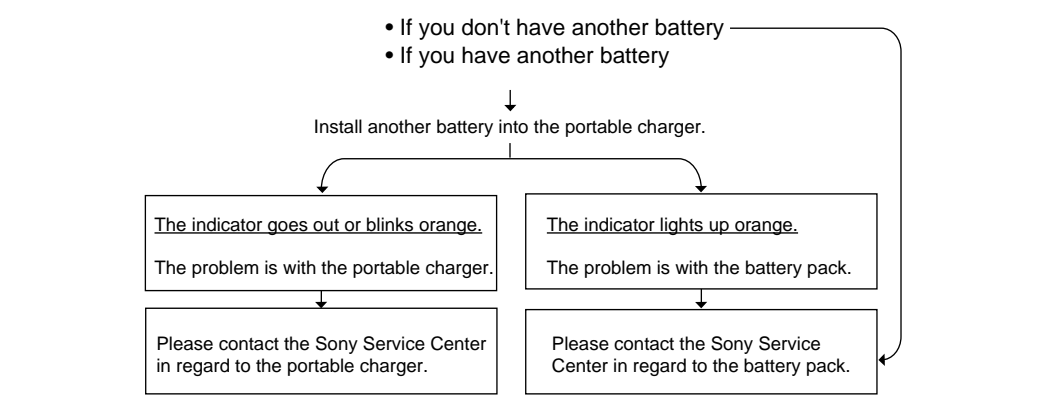 • If you don't have another battery
• If you have another battery
Install another battery into the portable charger.
The indicator goes out or blinks orange.
The problem is with the portable charger.
The indicator lights up orange.
The problem is with the battery pack.
Please contact the Sony Service Center
in regard to the portable charger.
Please contact the Sony Service
Center in regard to the battery pack.